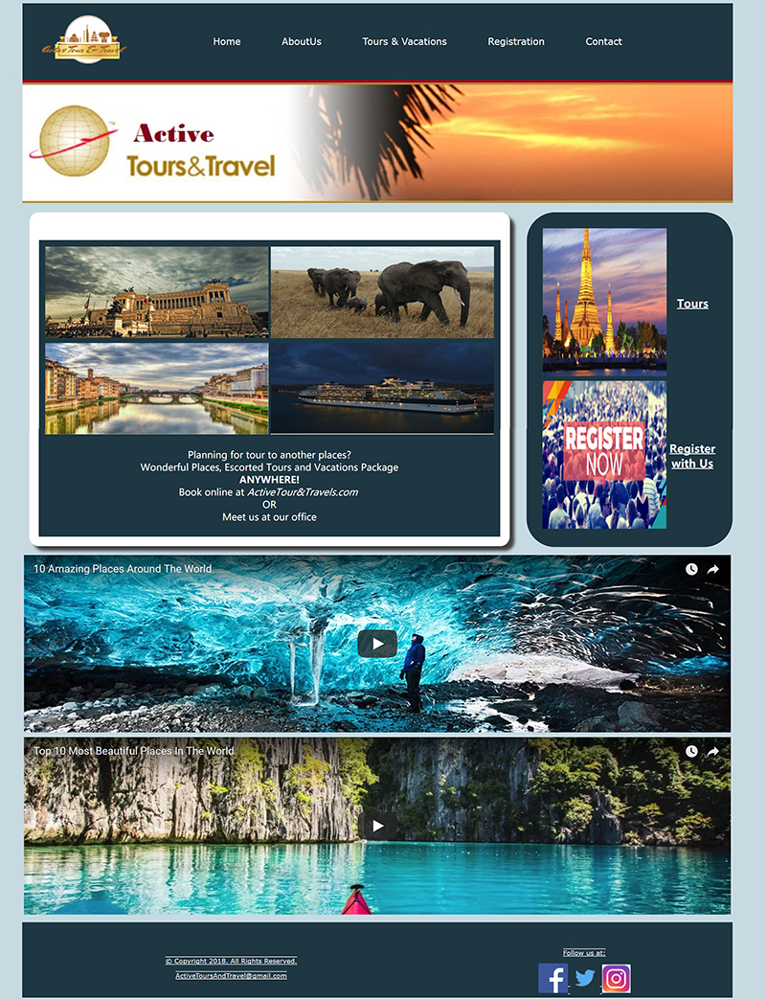 Active Tour & Travel
Home
AboutUs
Tours & Vacations
Registration
Contact
Active
Tours&Travel
Planning for tour to another places?
Wonderful Places, Escorted Tours and Vacations Package
ANYWHERE!
Book online at ActiveTour&Travels.com
OR
Meet us at our office
Tours
REGISTER
NOW
Register
with Us
10 Amazing Places Around The World
Top 10 Most Beautiful Places In The World
© Copyright 2018. All Rights Reserved.
ActiveToursAndTravel@gmail.com
Follow us at: